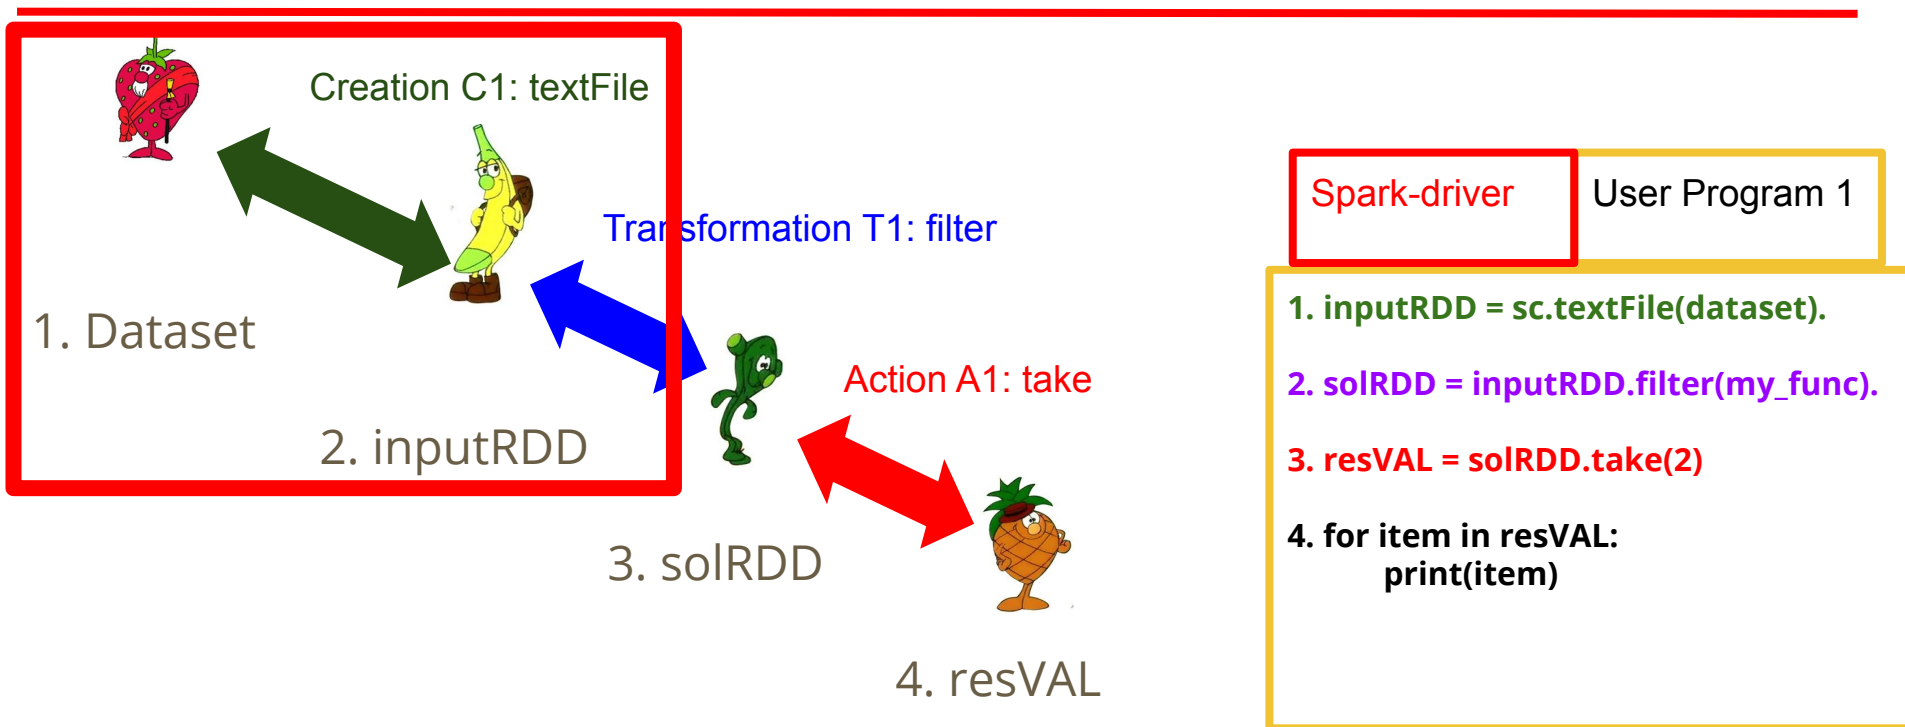 Creation C1: textFile
Transformation T1: filter
1. Dataset
Action A1: take
2. inputRDD
3. solRDD
4. resVAL
Spark-driver
User Program 1
1. inputRDD = sc.textFile(dataset).
2. solRDD = inputRDD.filter(my_func).
3. resVAL = solRDD.take(2)
4. for item in resVAL:
print(item)